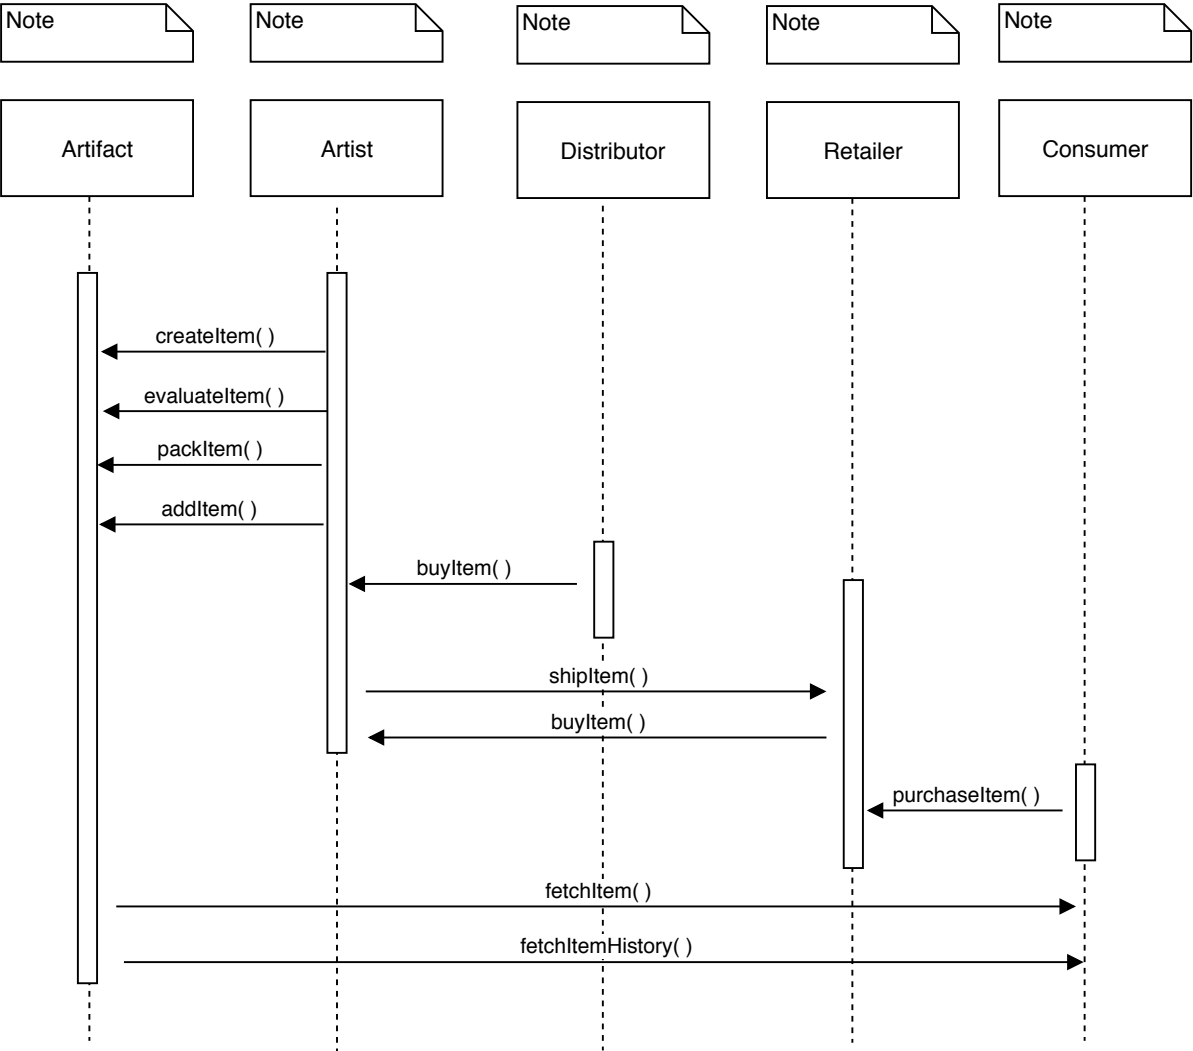 Note
Note
Note
Note
Note
Artifact
Artist
Distributor
Retailer
Consumer
createItem( )
evaluateItem( )
packItem( )
addItem( )
buyItem( )
shipItem( )
buyItem( )
purchaseItem( )
fetchItem( )
fetchItemHistory( )